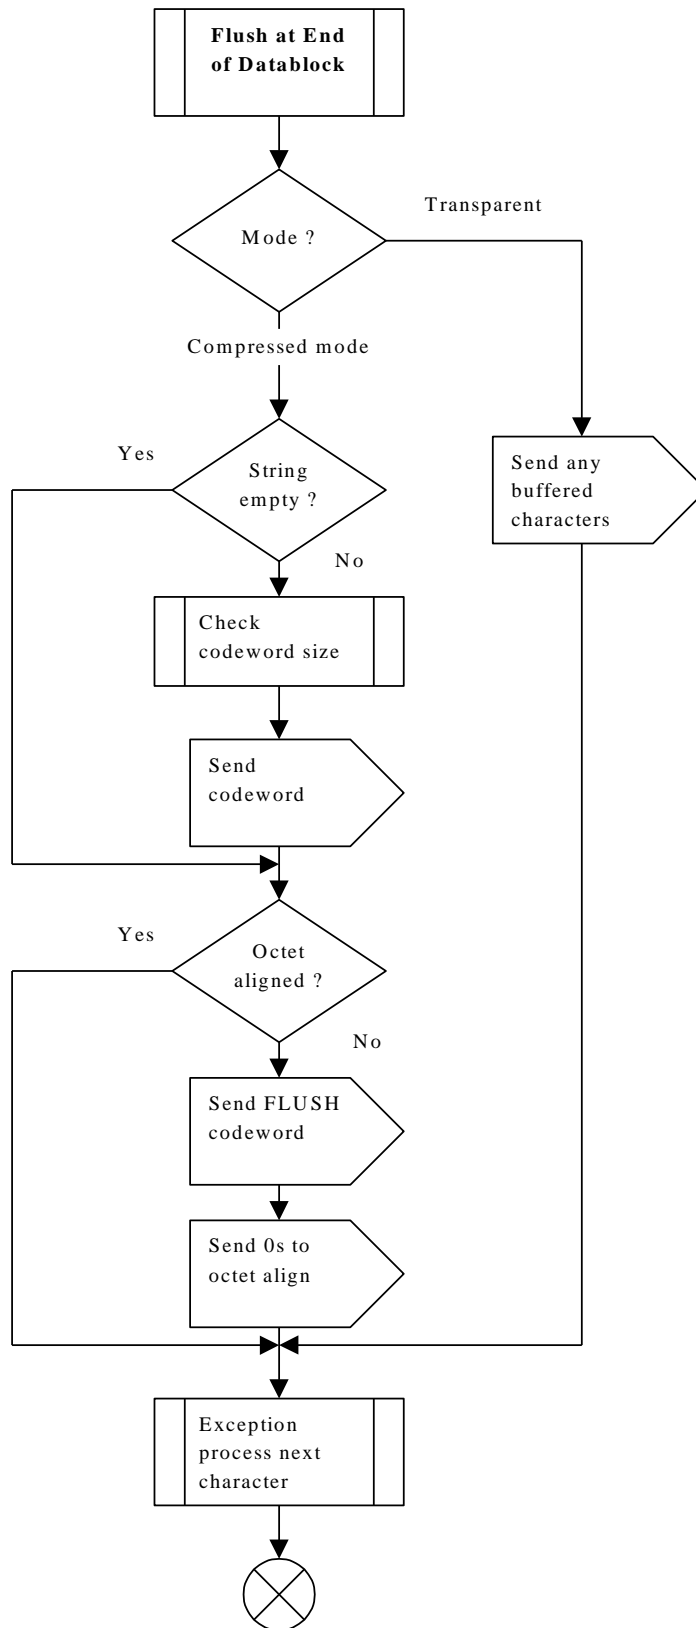 Flush at End
of Datablock
Transparent
Mode ?
Compressed mode
Yes
String
empty ?
Send any
buffered
characters
No
Check
codeword size
Send
codeword
Yes
Octet
aligned ?
No
Send FLUSH
codeword
Send 0s to
octet align
Exception
process next
character